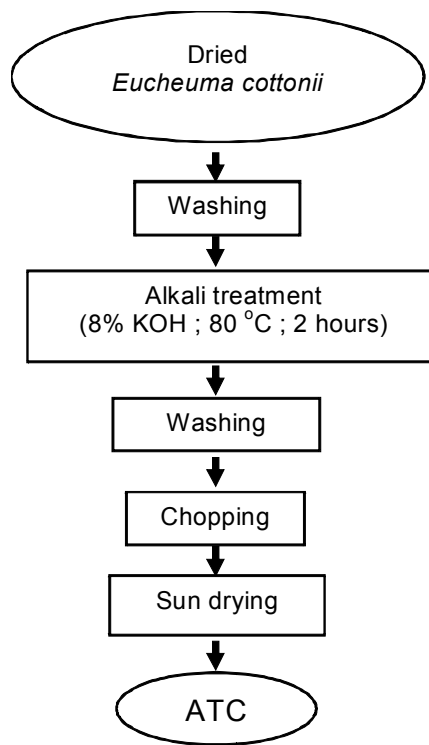 Dried
Eucheuma cottonii
Washing
Alkali treatment
(8% KOH ; 80 °C ; 2 hours)
Washing
Chopping
Sun drying
ATC